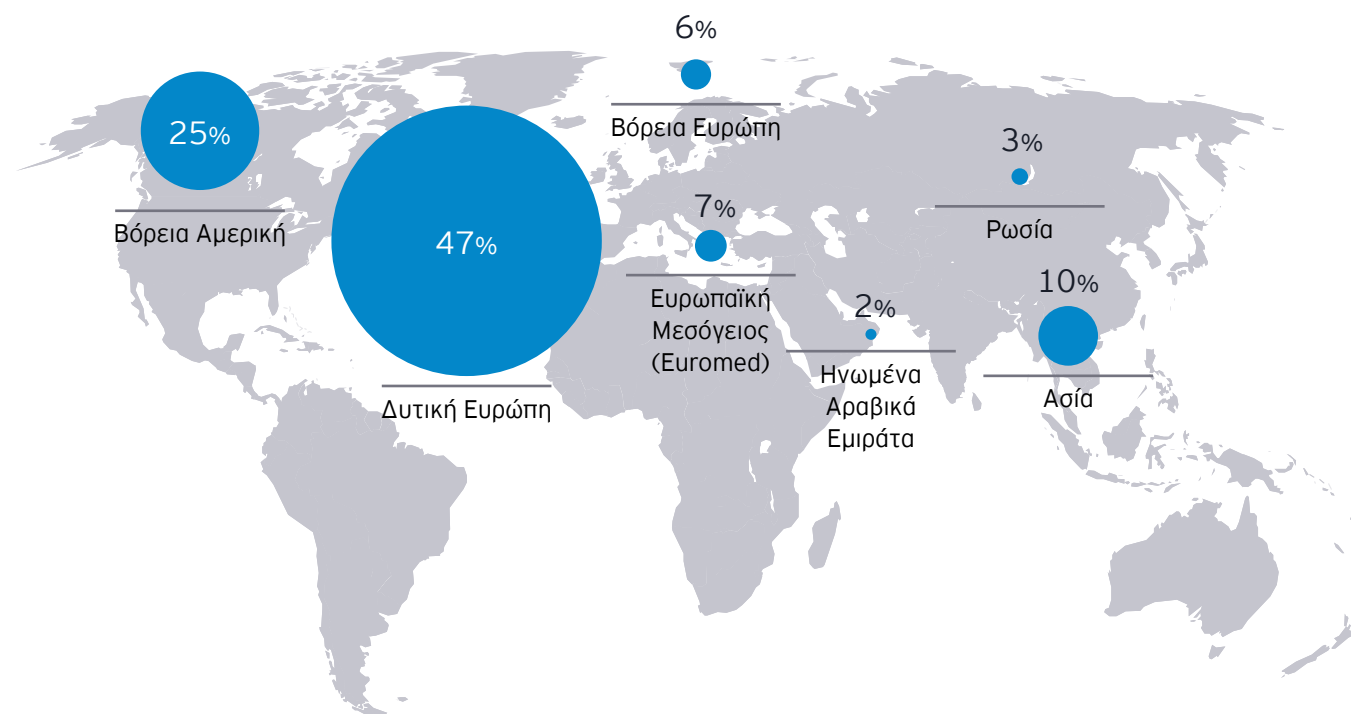 6%
Βόρεια Ευρώπη
25%
Βόρεια Αμερική
3%
Ρωσία
47%
Δυτική Ευρώπη
7%
Ευρωπαϊκή
Μεσόγειος
(Euromed)
2%
Ηνωμένα
Αραβικά
Εμιράτα
10%
Ασία